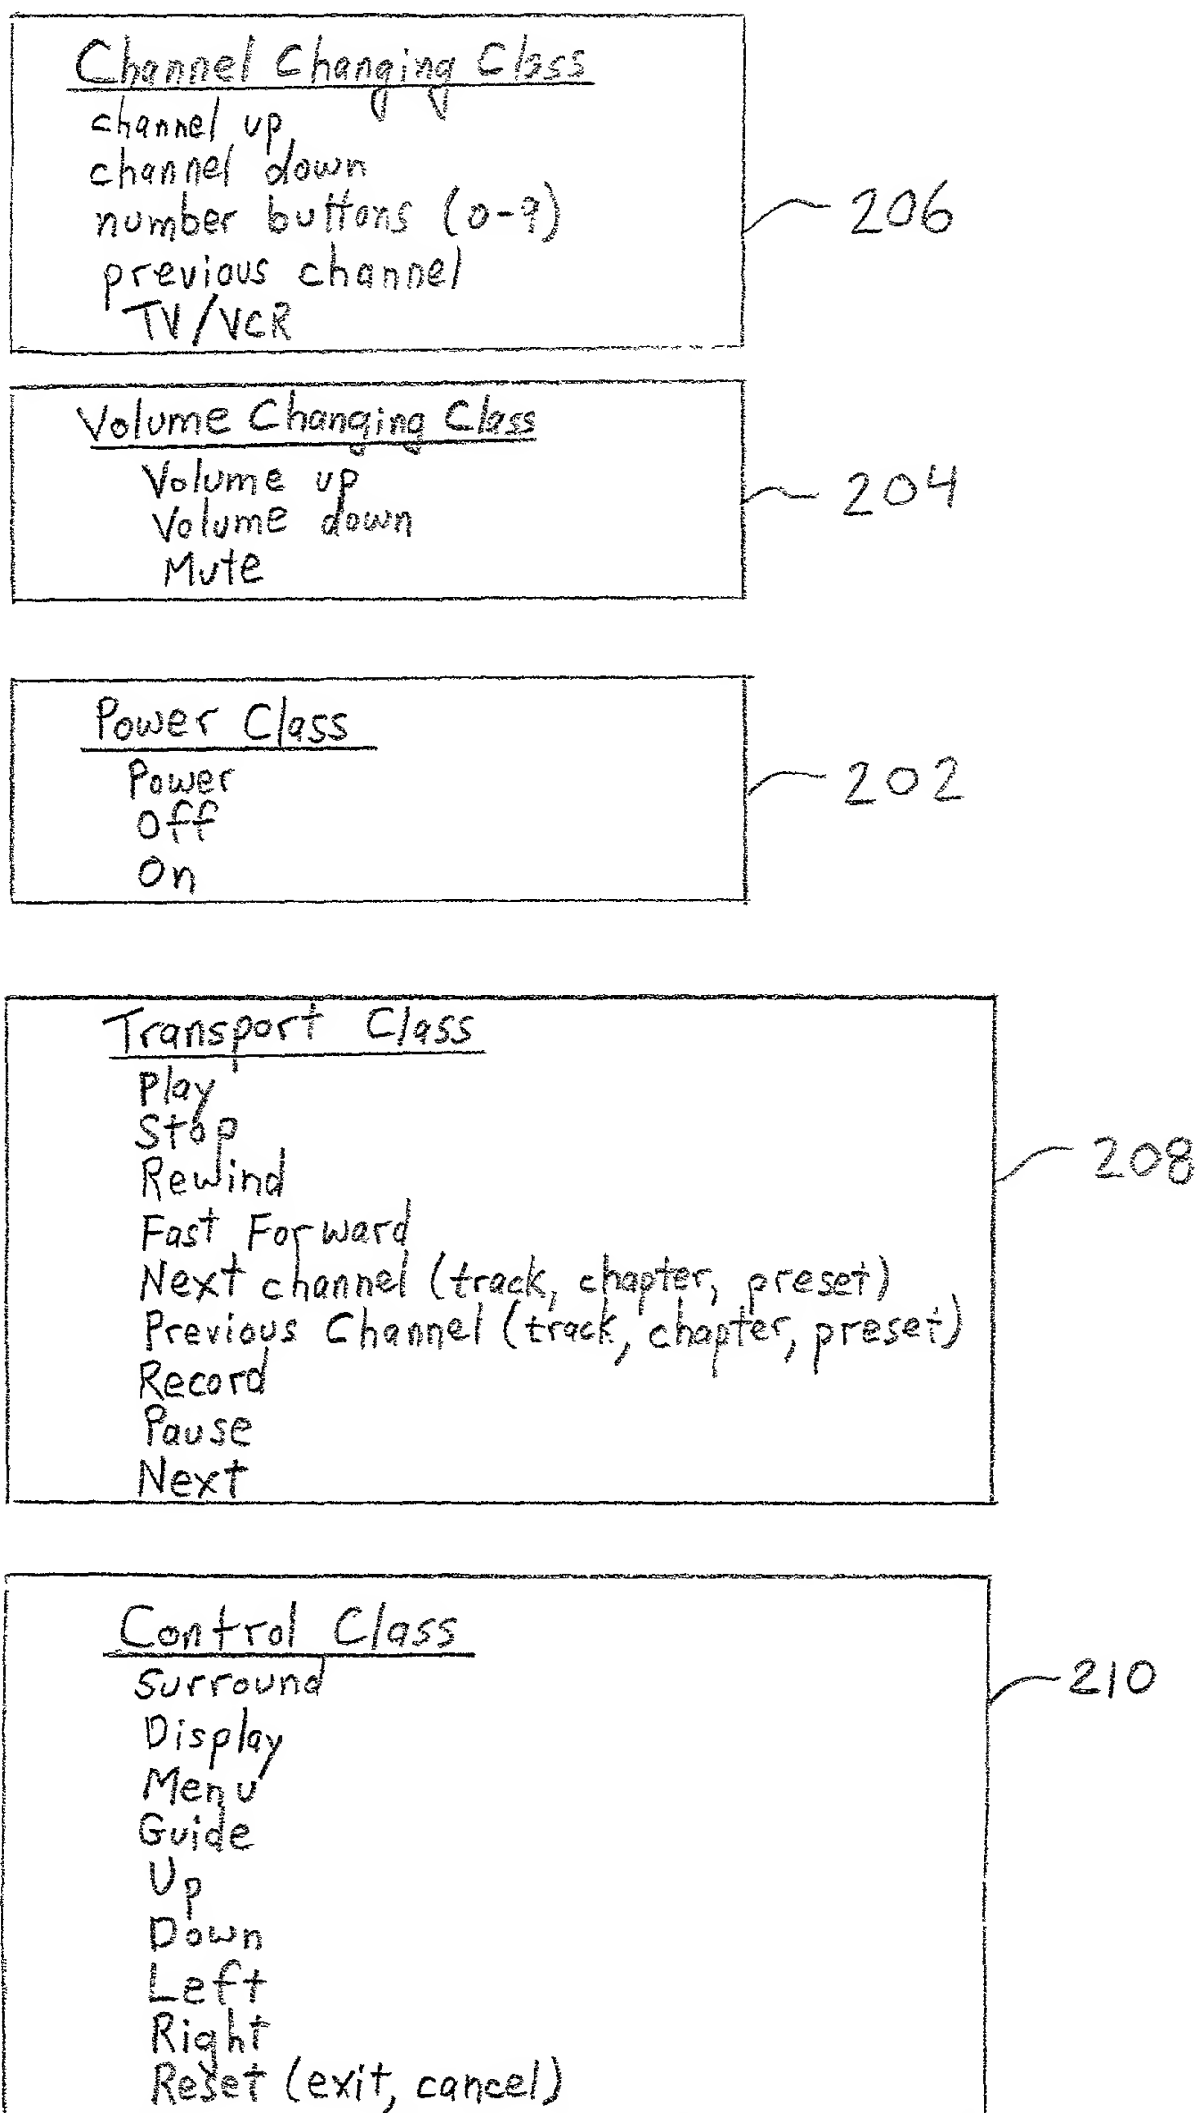 Channel Changing Class
channel up
channel down
number buttons (0-9)
previous channel
TV/VCR
206
Volume Changing Class
Volume up
Volume down
Mute
204
Power Class
Power
Off
On
202
Transport Class
Play
Stop
Rewind
Fast Forward
Next channel (track, chapter, preset)
Previous Channel (track, chapter, preset)
Record
Pause
Next
208
Control Class
Surround
Display
Menu
Guide
Up
Down
Left
Right
Reset (exit, cancel)
210